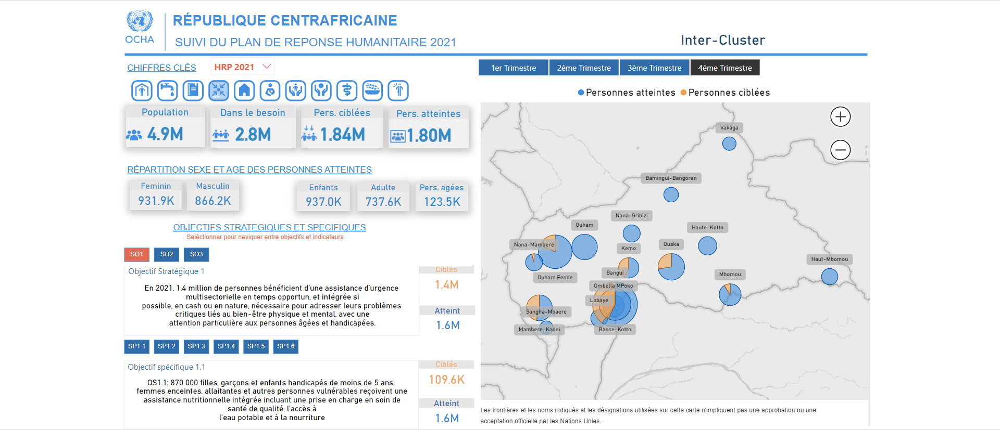 OCHA
RÉPUBLIQUE CENTRAFRICAINE
SUIVI DU PLAN DE REPONSE HUMANITAIRE 2021
Inter-Cluster
CHIFFRES CLÉS
HRP 2021
1er Trimestre
2ème Trimestre
3ème Trimestre
4ème Trimestre
Population
4.9M
Dans le besoin
2.8M
Pers. ciblées
1.84M
Pers. atteintes
1.80M
RÉPARTITION SEXE ET AGE DES PERSONNES ATTEINTES
Feminin
931.9K
Masculin
866.2K
Enfants
937.0K
Adulte
737.6K
Pers. agées
123.5K
OBJECTIFS STRATEGIQUES ET SPECIFIQUES
Seléctionner pour naviguer entre objectifs et indicateurs
SO1
SO2
SO3
Objectif Stratégique 1
En 2021, 1,4 million de personnes bénéficient d'une assistance d'urgence
multisectorielle en temps opportun, et intégrée si
possible, en cash ou en nature, nécessaire pour adresser leurs problèmes
critiques liés au bien-être physique et mental, avec une
attention particulière aux personnes âgées et handicapées.
Ciblés
1.4M
Atteint
1.6M
SP1.1
SP1.2
SP1.3
SP1.4
SP1.5
SP1.6
Objectif spécifique 1.1
OS1.1: 870 000 filles, garçons et enfants handicapés de moins de 5 ans,
femmes enceintes, allaitantes et autres personnes vulnérables reçoivent une
assistance nutritionnelle intégrée incluant une prise en charge en soin de
santé de qualité, l'accès à
l'eau potable et à la nourriture
Ciblés
109.6K
Atteint
1.6M
Personnes atteintes
Personnes ciblées
Vakaga
Bamingui-Bangoran
Nana-Gribizi
Ouham
Haute-Kotto
Nana-Mambere
Kemo
Ouaka
Haut-Mbomou
Bangui
Mbomou
Ouham Pende
Ombella MPoko
Lobaye
Sangha-Mbaere
Mambere-Kadei
Basse-Kotto
Les frontières et les noms indiqués et les désignations utilisées sur cette carte n'impliquent pas une approbation ou une
acceptation officielle par les Nations Unies.